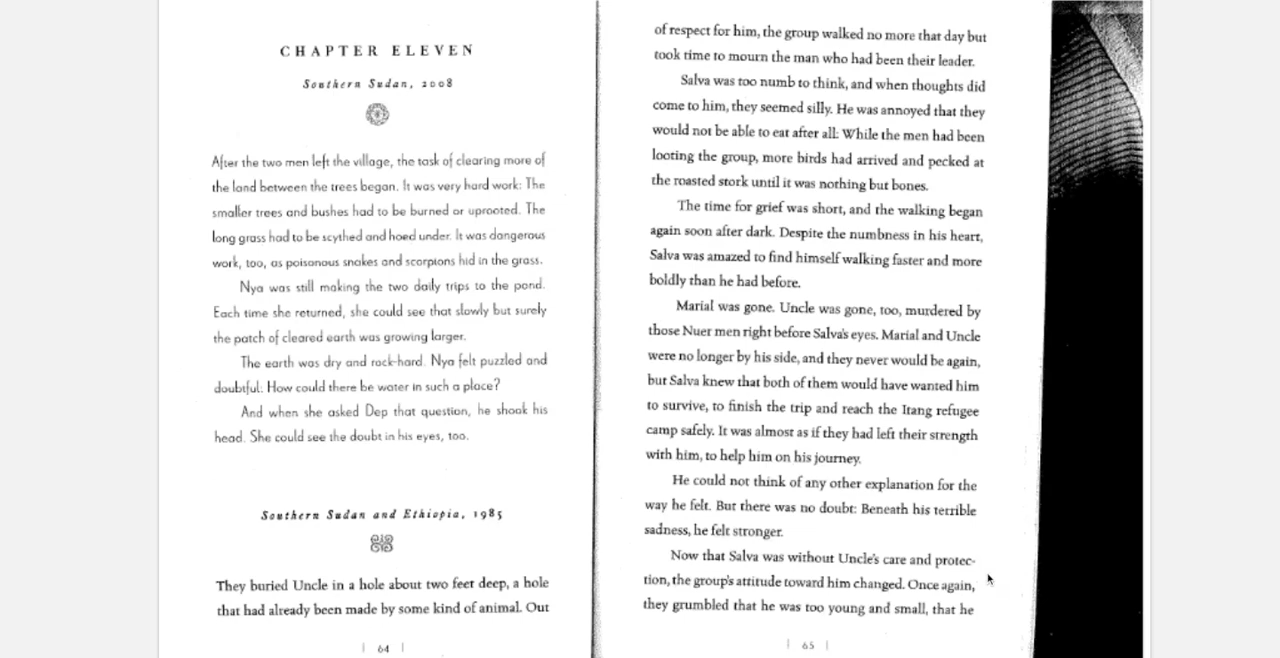 CHAPTER ELEVEN
Southern Sudan, 2008
After the two men left the village, the task of clearing more of
the land between the trees began. It was very hard work: The
smaller trees and bushes had to be burned or uprooted. The
long grass had to be scythed and hoed under. It was dangerous
work, too, as poisonous snakes and scorpions hid in the grass.
Nya was still making the two daily trips to the pond.
Each time she returned, she could see that slowly but surely
the patch of cleared earth was growing larger.
The earth was dry and rock-hard. Nya felt puzzled and
doubtful: How could there be water in such a place?
And when she asked Dep that question, he shook his
head. She could see the doubt in his eyes, too.
Southern Sudan and Ethiopia, 1985
They buried Uncle in a hole about two feet deep, a hole
that had already been made by some kind of animal. Out
| 64 |
of respect for him, the group walked no more that day but
took time to mourn the man who had been their leader.
Salva was too numb to think, and when thoughts did
come to him, they seemed silly. He was annoyed that they
would not be able to eat after all: While the men had been
looting the group, more birds had arrived and pecked at
the roasted stork until it was nothing but bones.
The time for grief was short, and the walking began
again soon after dark. Despite the numbness in his heart,
Salva was amazed to find himself walking faster and more
boldly than he had before.
Marial was gone. Uncle was gone, too, murdered by
those Nuer men right before Salva's eyes. Marial and Uncle
were no longer by his side, and they never would be again,
but Salva knew that both of them would have wanted him
to survive, to finish the trip and reach the Itang refugee
camp safely. It was almost as if they had left their strength
with him, to help him on his journey.
He could not think of any other explanation for the
way he felt. But there was no doubt: Beneath his terrible
sadness, he felt stronger.
Now that Salva was without Uncle's care and protec-
tion, the group's attitude toward him changed. Once again,
they grumbled that he was too young and small, that he
| 65 |